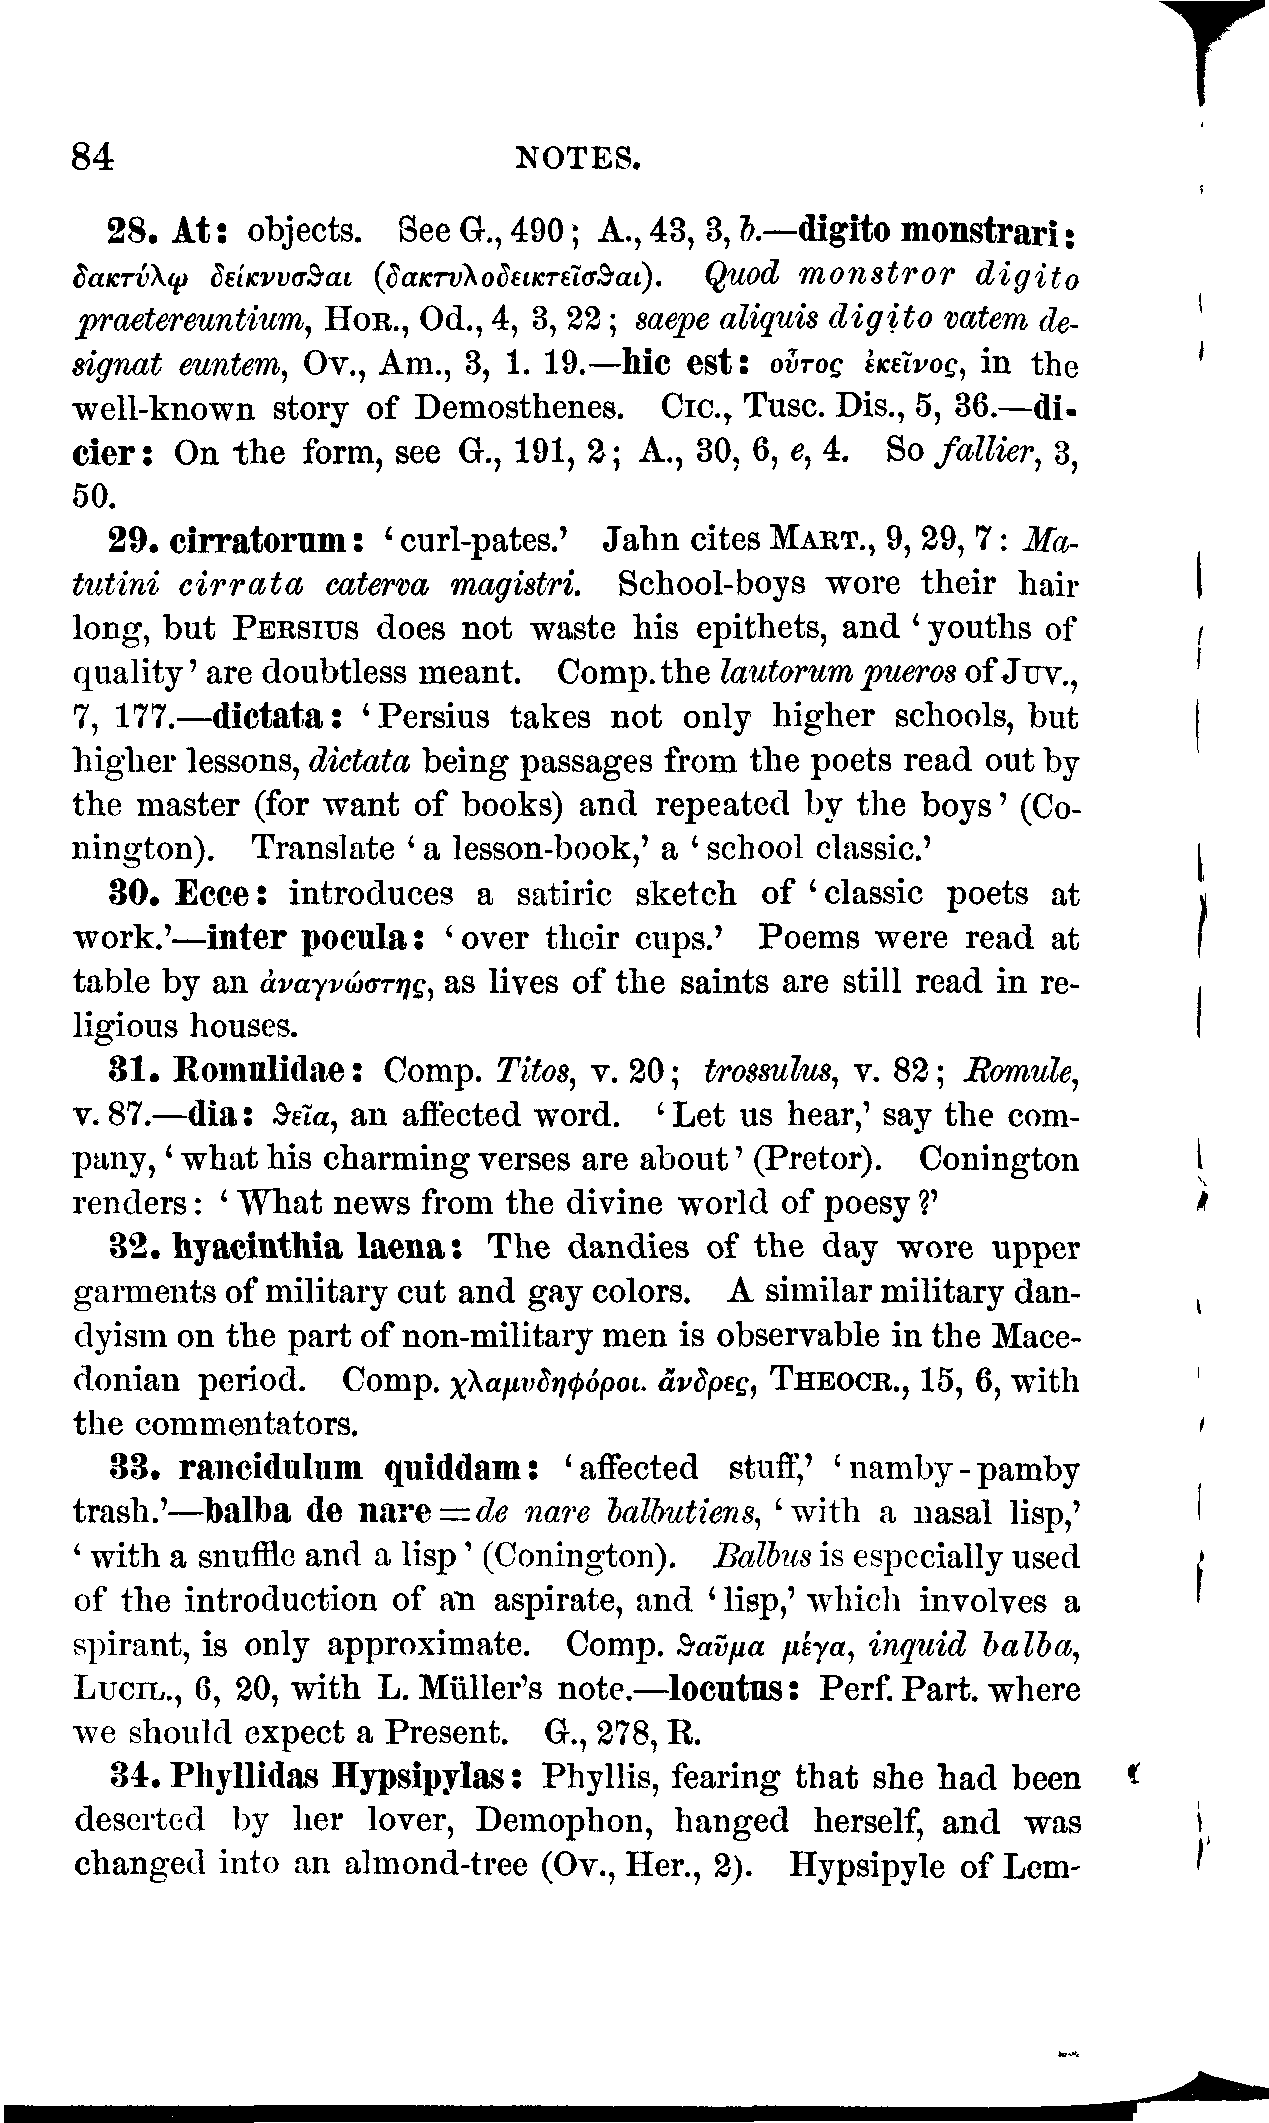 84 NOTES.
28. At: objects. See G., 490; A., 43, 3, b.—digito monstrari:
δακτύλῳ δείκνυσϑαι (δακτυλοδεικτεῖσϑαι). Quod monstror digito
praetereuntium, HOR., Od., 4, 3, 22; saepe aliquis digito vatem de-
signat euntem, OV., Am., 3, 1. 19.—hic est: οὗτος ἐκεῖνος, in the
well-known story of Demosthenes. CIC., Tusc. Dis., 5, 36.—di-
cier: On the form, see G., 191, 2; A., 30, 6, e, 4. So fallier, 3,
50.
29. cirratorum: ‘curl-pates.’ Jahn cites MART., 9, 29, 7: Ma-
tutini cirrata caterva magistri. School-boys wore their hair
long, but PERSIUS does not waste his epithets, and ‘youths of
quality’ are doubtless meant. Comp. the lautorum pueros of JUV.,
7, 177.—dictata: ‘Persius takes not only higher schools, but
higher lessons, dictata being passages from the poets read out by
the master (for want of books) and repeated by the boys’ (Co-
nington). Translate ‘a lesson-book,’ a ‘school classic.’
30. Ecce: introduces a satiric sketch of ‘classic poets at
work.’—inter pocula: ‘over their cups.’ Poems were read at
table by an ἀναγνώστης, as lives of the saints are still read in re-
ligious houses.
31. Romulidae: Comp. Titos, v. 20; trossulus, v. 82; Romule,
v. 87.—dia: ϑεῖα, an affected word. ‘Let us hear,’ say the com-
pany, ‘what his charming verses are about’ (Pretor). Conington
renders: ‘What news from the divine world of poesy?’
32. hyacinthia laena: The dandies of the day wore upper
garments of military cut and gay colors. A similar military dan-
dyism on the part of non-military men is observable in the Mace-
donian period. Comp. χλαμυδηφόροι. ἄνδρες, THEOCR., 15, 6, with
the commentators.
33. rancidulum quiddam: ‘affected stuff,’ ‘namby-pamby
trash.’—balba de nare = de nare balbutiens, ‘with a nasal lisp,’
‘with a snuffle and a lisp’ (Conington). Balbus is especially used
of the introduction of an aspirate, and ‘lisp,’ which involves a
spirant, is only approximate. Comp. ϑαῦμα μέγα, inquid balba,
LUCIL., 6, 20, with L. Müller’s note.—locutus: Perf. Part. where
we should expect a Present. G., 278, R.
34. Phyllidas Hypsipylas: Phyllis, fearing that she had been
deserted by her lover, Demophon, hanged herself, and was
changed into an almond-tree (OV., Her., 2). Hypsipyle of Lem-